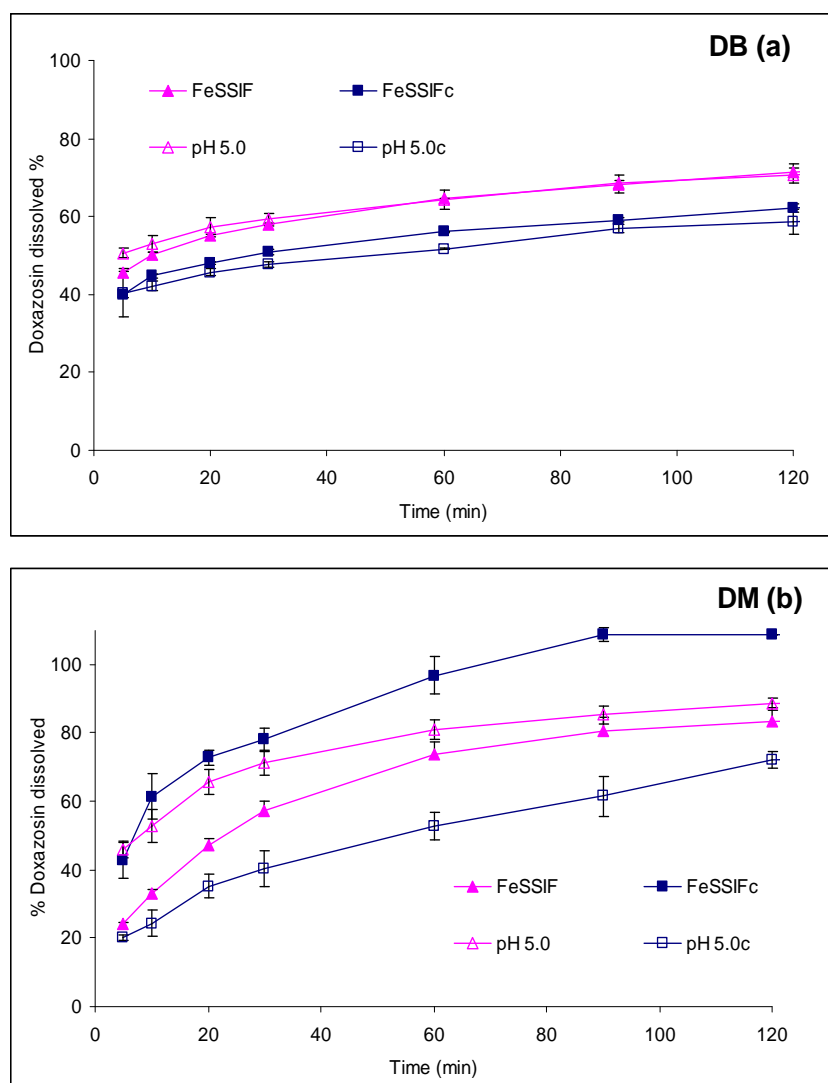 DB (a)
100
80
60
40
20
0
Doxazosin dissolved %
FeSSIF
FeSSIFc
pH 5.0
pH 5.0c
0 20 40 60 80 100 120
Time (min)
DM (b)
100
80
60
40
20
0
% Doxazosin dissolved
FeSSIF
FeSSIFc
pH 5.0
pH 5.0c
0 20 40 60 80 100 120
Time (min)